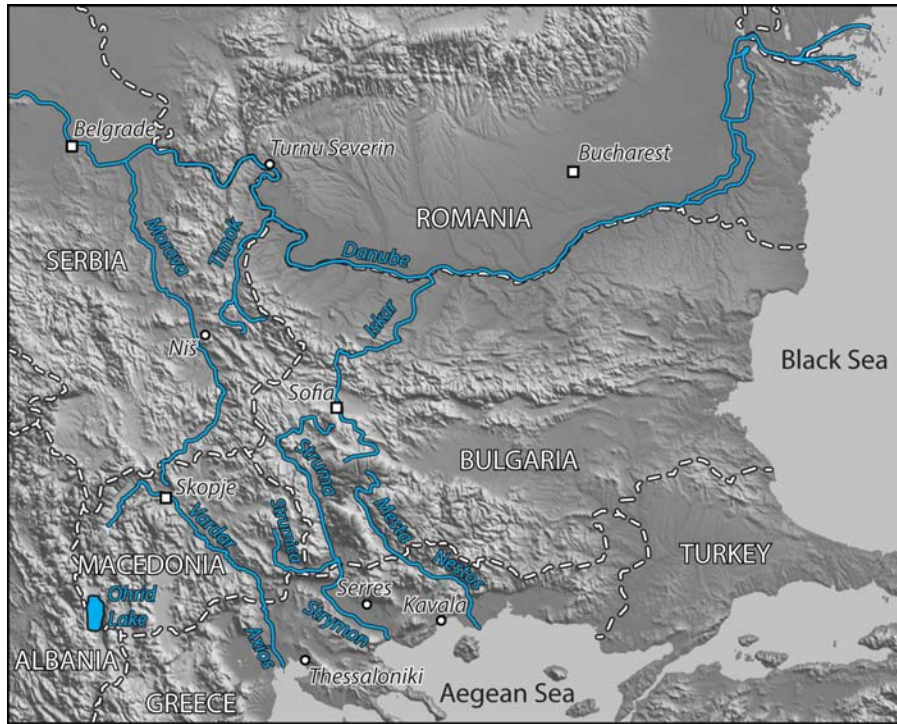 Belgrade
Turnu Severin
Bucharest
ROMANIA
Morava
Timok
SERBIA
Danube
Iskar
Niš
Black Sea
Sofia
Struma
BULGARIA
Skopje
Vardar
Strumica
Mesta
Nestos
TURKEY
MACEDONIA
Ohrid
Lake
Serres
Kavala
Strymon
Axios
ALBANIA
Thessaloniki
GREECE
Aegean Sea